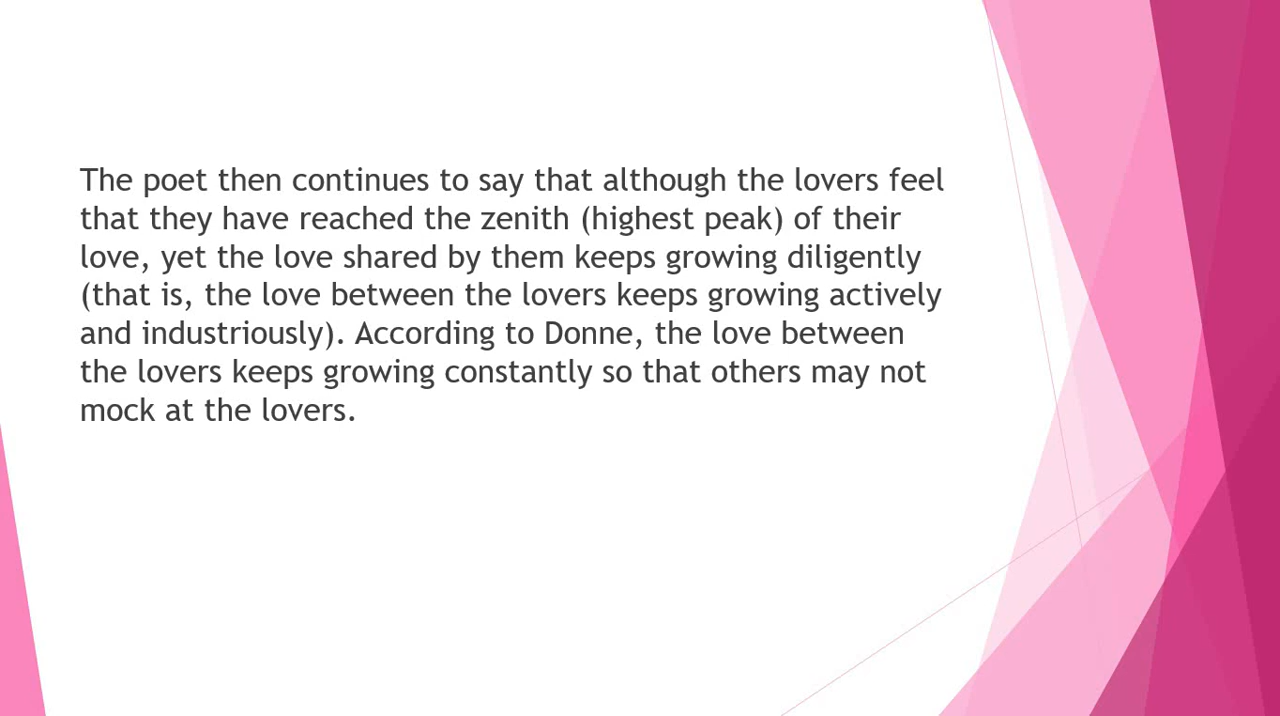 The poet then continues to say that although the lovers feel
that they have reached the zenith (highest peak) of their
love, yet the love shared by them keeps growing diligently
(that is, the love between the lovers keeps growing actively
and industriously). According to Donne, the love between
the lovers keeps growing constantly so that others may not
mock at the lovers.